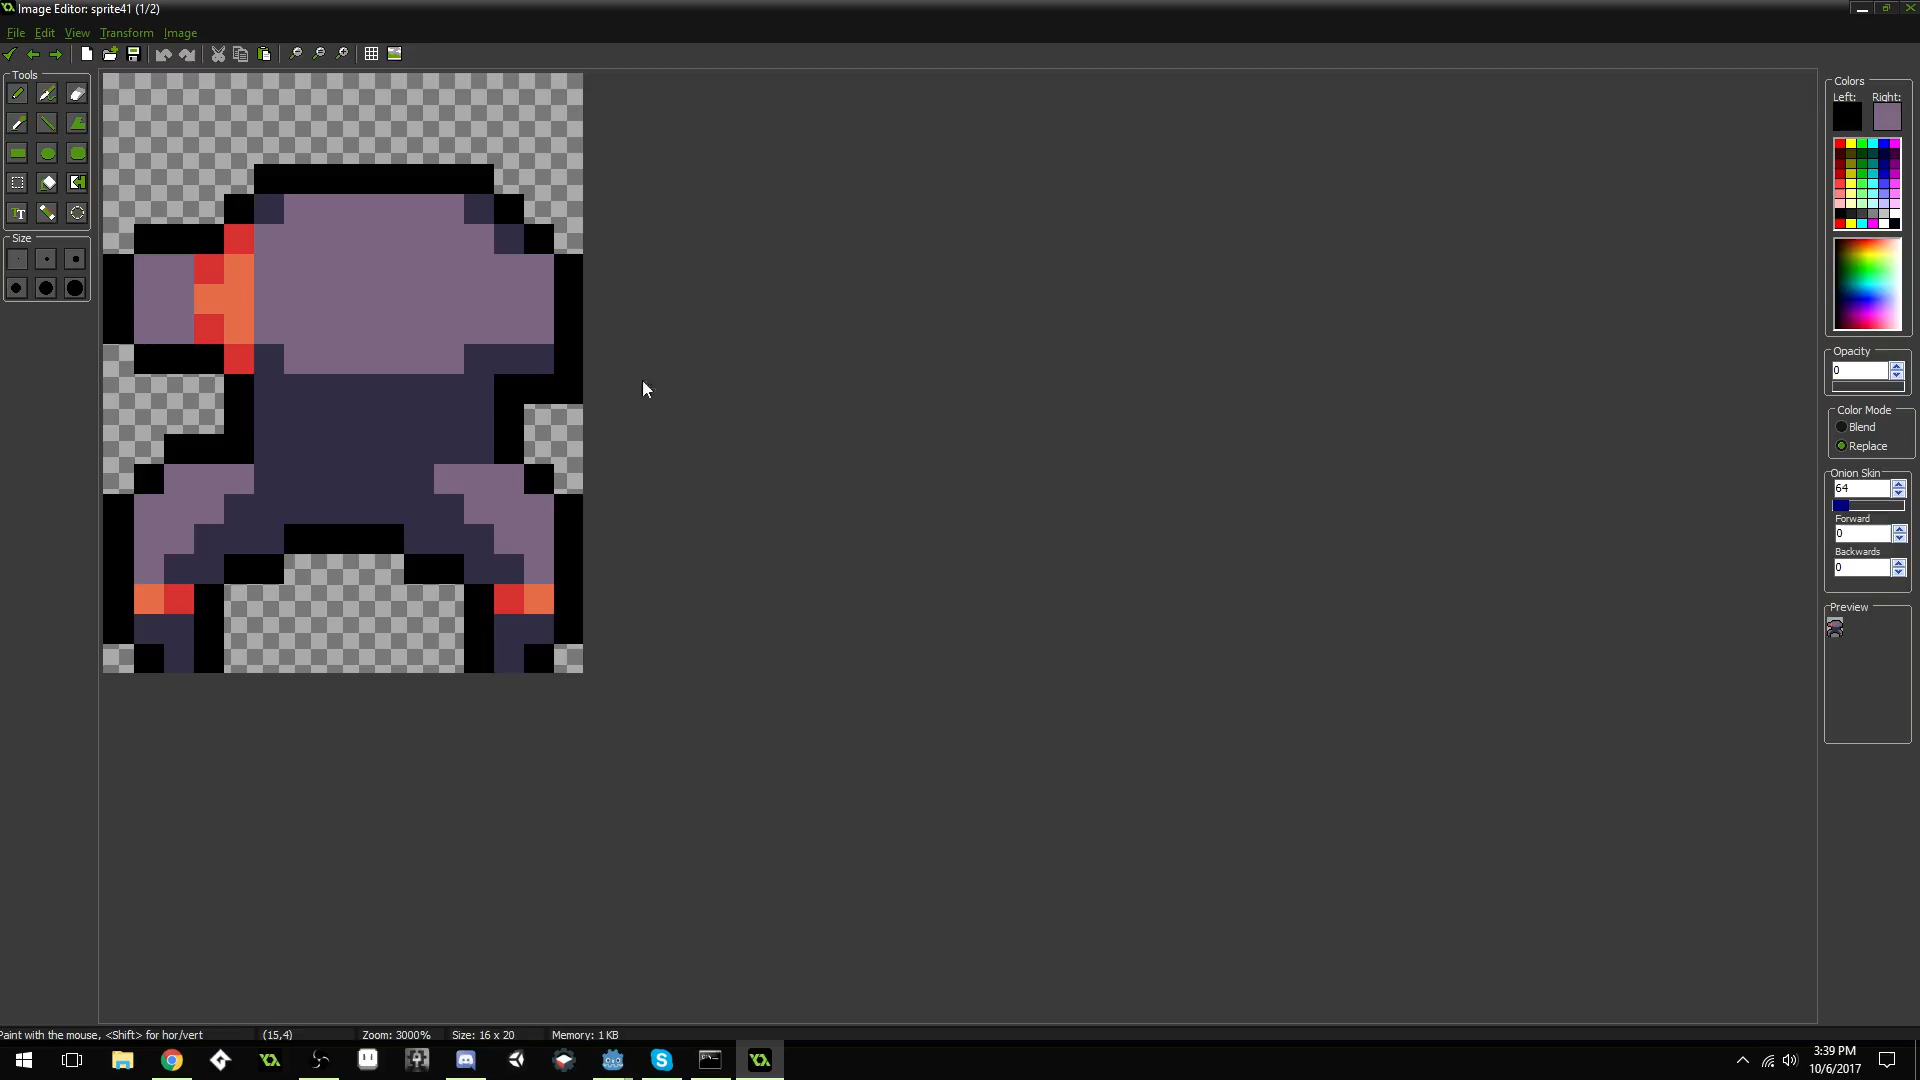 Image Editor: sprite41 (1/2)
File Edit View Transform Image
Tools
TT
Size
Colors
Left: Right:
Opacity
0
Color Mode
Blend
Replace
Onion Skin
64
Forward
0
Backwards
0
Preview
Paint with the mouse, <Shift> for hor/vert (15,4) Zoom: 3000% Size: 16 x 20 Memory: 1 KB
3:39 PM
10/6/2017